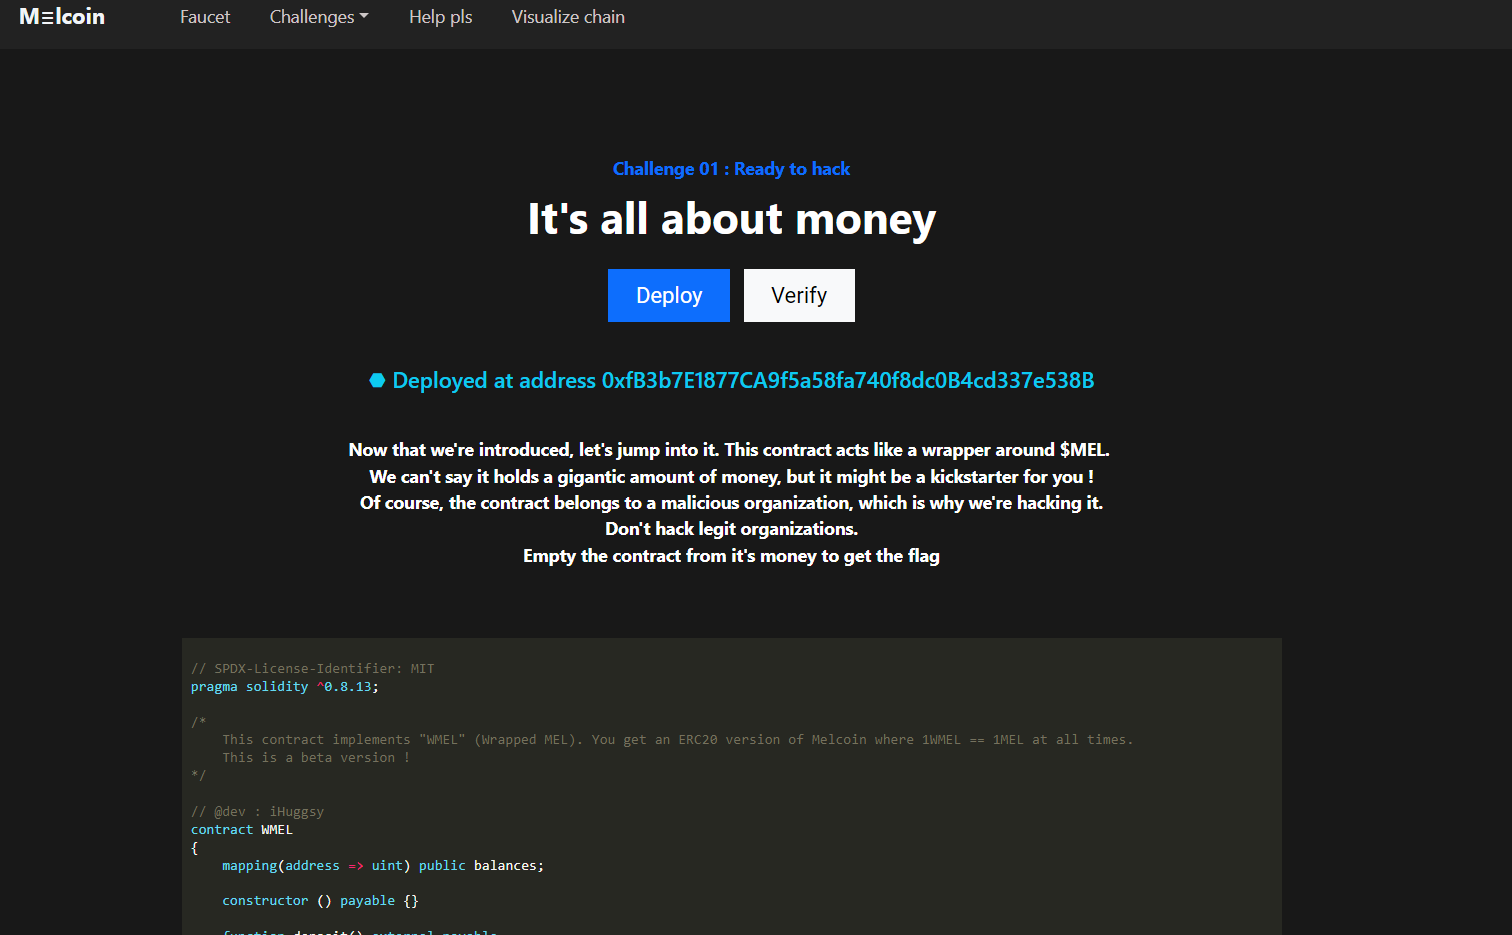 M☰lcoin Faucet Challenges Help pls Visualize chain
Challenge 01 : Ready to hack
It's all about money
Deploy Verify
Deployed at address 0xfB3b7E1877CA9f5a58fa740f8dc0B4cd337e538B
Now that we're introduced, let's jump into it. This contract acts like a wrapper around $MEL.
We can't say it holds a gigantic amount of money, but it might be a kickstarter for you !
Of course, the contract belongs to a malicious organization, which is why we're hacking it.
Don't hack legit organizations.
Empty the contract from it's money to get the flag
// SPDX-License-Identifier: MIT
pragma solidity ^0.8.13;
/*
This contract implements "WMEL" (Wrapped MEL). You get an ERC20 version of Melcoin where 1WMEL == 1MEL at all times.
This is a beta version !
*/
// @dev : iHuggsy
contract WMEL
{
mapping(address => uint) public balances;
constructor () payable {}
function deposit() external payable